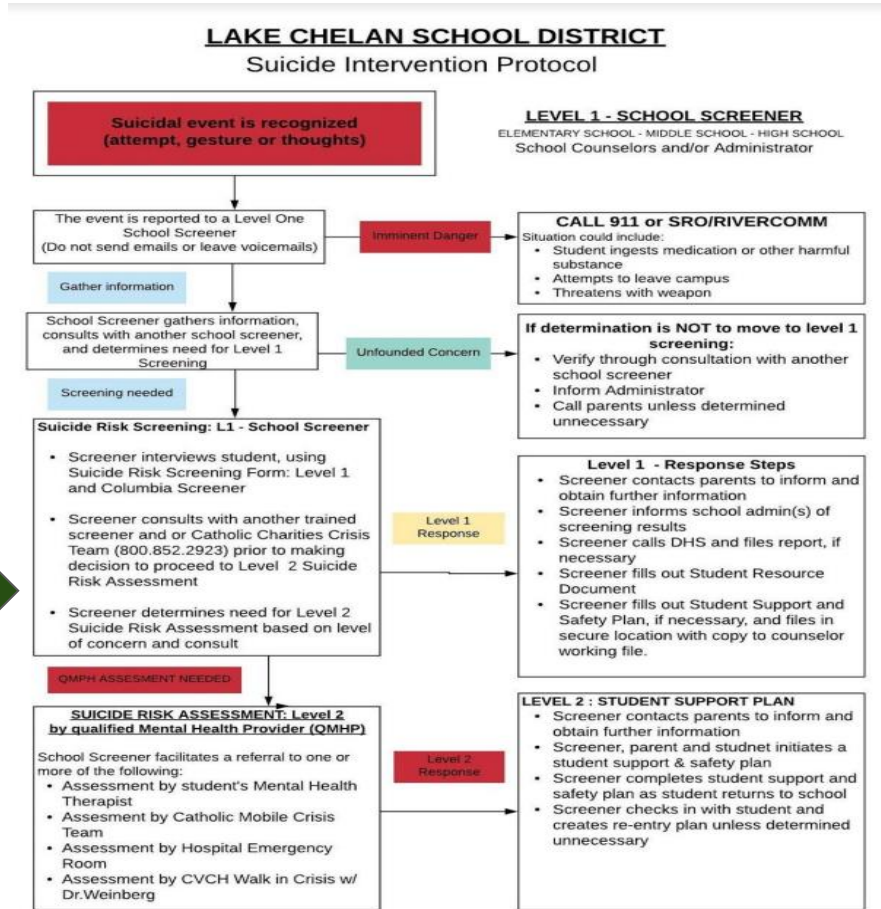 LAKE CHELAN SCHOOL DISTRICT
Suicide Intervention Protocol
Suicidal event is recognized
(attempt, gesture or thoughts)
LEVEL 1 - SCHOOL SCREENER
ELEMENTARY SCHOOL - MIDDLE SCHOOL - HIGH SCHOOL
School Counselors and/or Administrator
The event is reported to a Level One
School Screener
(Do not send emails or leave voicemails)
Imminent Danger
CALL 911 or SRO/RIVERCOMM
Situation could include:
• Student ingests medication or other harmful
substance
• Attempts to leave campus
• Threatens with weapon
Gather information
School Screener gathers information,
consults with another school screener,
and determines need for Level 1
Screening
Unfounded Concern
If determination is NOT to move to level 1
screening:
• Verify through consultation with another
school screener
• Inform Administrator
• Call parents unless determined
unnecessary
Screening needed
Suicide Risk Screening: L1 - School Screener
• Screener interviews student, using
Suicide Risk Screening Form: Level 1
and Columbia Screener
• Screener consults with another trained
screener and or Catholic Charities Crisis
Team (800.852.2923) prior to making
decision to proceed to Level 2 Suicide
Risk Assessment
• Screener determines need for Level 2
Suicide Risk Assessment based on level
of concern and consult
Level 1
Response
Level 1 - Response Steps
• Screener contacts parents to inform and
obtain further information
• Screener informs school admin(s) of
screening results
• Screener calls DHS and files report, if
necessary
• Screener fills out Student Resource
Document
• Screener fills out Student Support and
Safety Plan, if necessary, and files in
secure location with copy to counselor
working file.
QMPH ASSESMENT NEEDED
SUICIDE RISK ASSESSMENT: Level 2
by qualified Mental Health Provider (QMHP)
School Screener facilitates a referral to one or
more of the following:
• Assessment by student's Mental Health
Therapist
• Assesment by Catholic Mobile Crisis
Team
• Assessment by Hospital Emergency
Room
• Assessment by CVCH Walk in Crisis w/
Dr.Weinberg
Level 2
Response
LEVEL 2 : STUDENT SUPPORT PLAN
• Screener contacts parents to inform and
obtain further information
• Screener, parent and studnet initiates a
student support & safety plan
• Screener completes student support and
safety plan as student returns to school
• Screener checks in with student and
creates re-entry plan unless determined
unnecessary